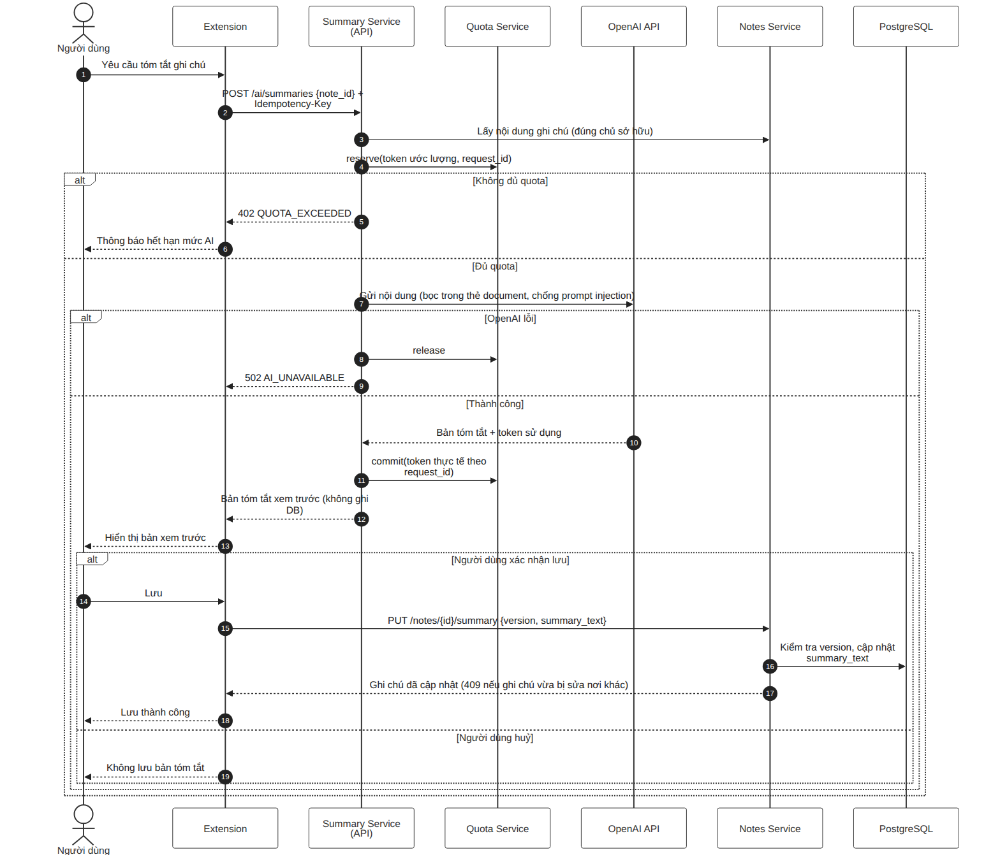 Người dùng
Extension
Summary Service
(API)
Quota Service
OpenAI API
Notes Service
PostgreSQL
Yêu cầu tóm tắt ghi chú
1
POST /ai/summaries {note_id} +
Idempotency-Key
2
Lấy nội dung ghi chú (đúng chủ sở hữu)
3
reserve(token ước lượng, request_id)
4
alt
[Không đủ quota]
402 QUOTA_EXCEEDED
5
Thông báo hết hạn mức AI
6
[Đủ quota]
Gửi nội dung (bọc trong thẻ document, chống prompt injection)
7
alt
[OpenAI lỗi]
release
8
502 AI_UNAVAILABLE
9
[Thành công]
Bản tóm tắt + token sử dụng
10
commit(token thực tế theo
request_id)
11
Bản tóm tắt xem trước (không ghi
DB)
12
Hiển thị bản xem trước
13
alt
[Người dùng xác nhận lưu]
Lưu
14
PUT /notes/{id}/summary {version, summary_text}
15
Kiểm tra version, cập nhật
summary_text
16
Ghi chú đã cập nhật (409 nếu ghi chú vừa bị sửa nơi khác)
17
Lưu thành công
18
[Người dùng huỷ]
Không lưu bản tóm tắt
19
Người dùng
Extension
Summary Service
(API)
Quota Service
OpenAI API
Notes Service
PostgreSQL